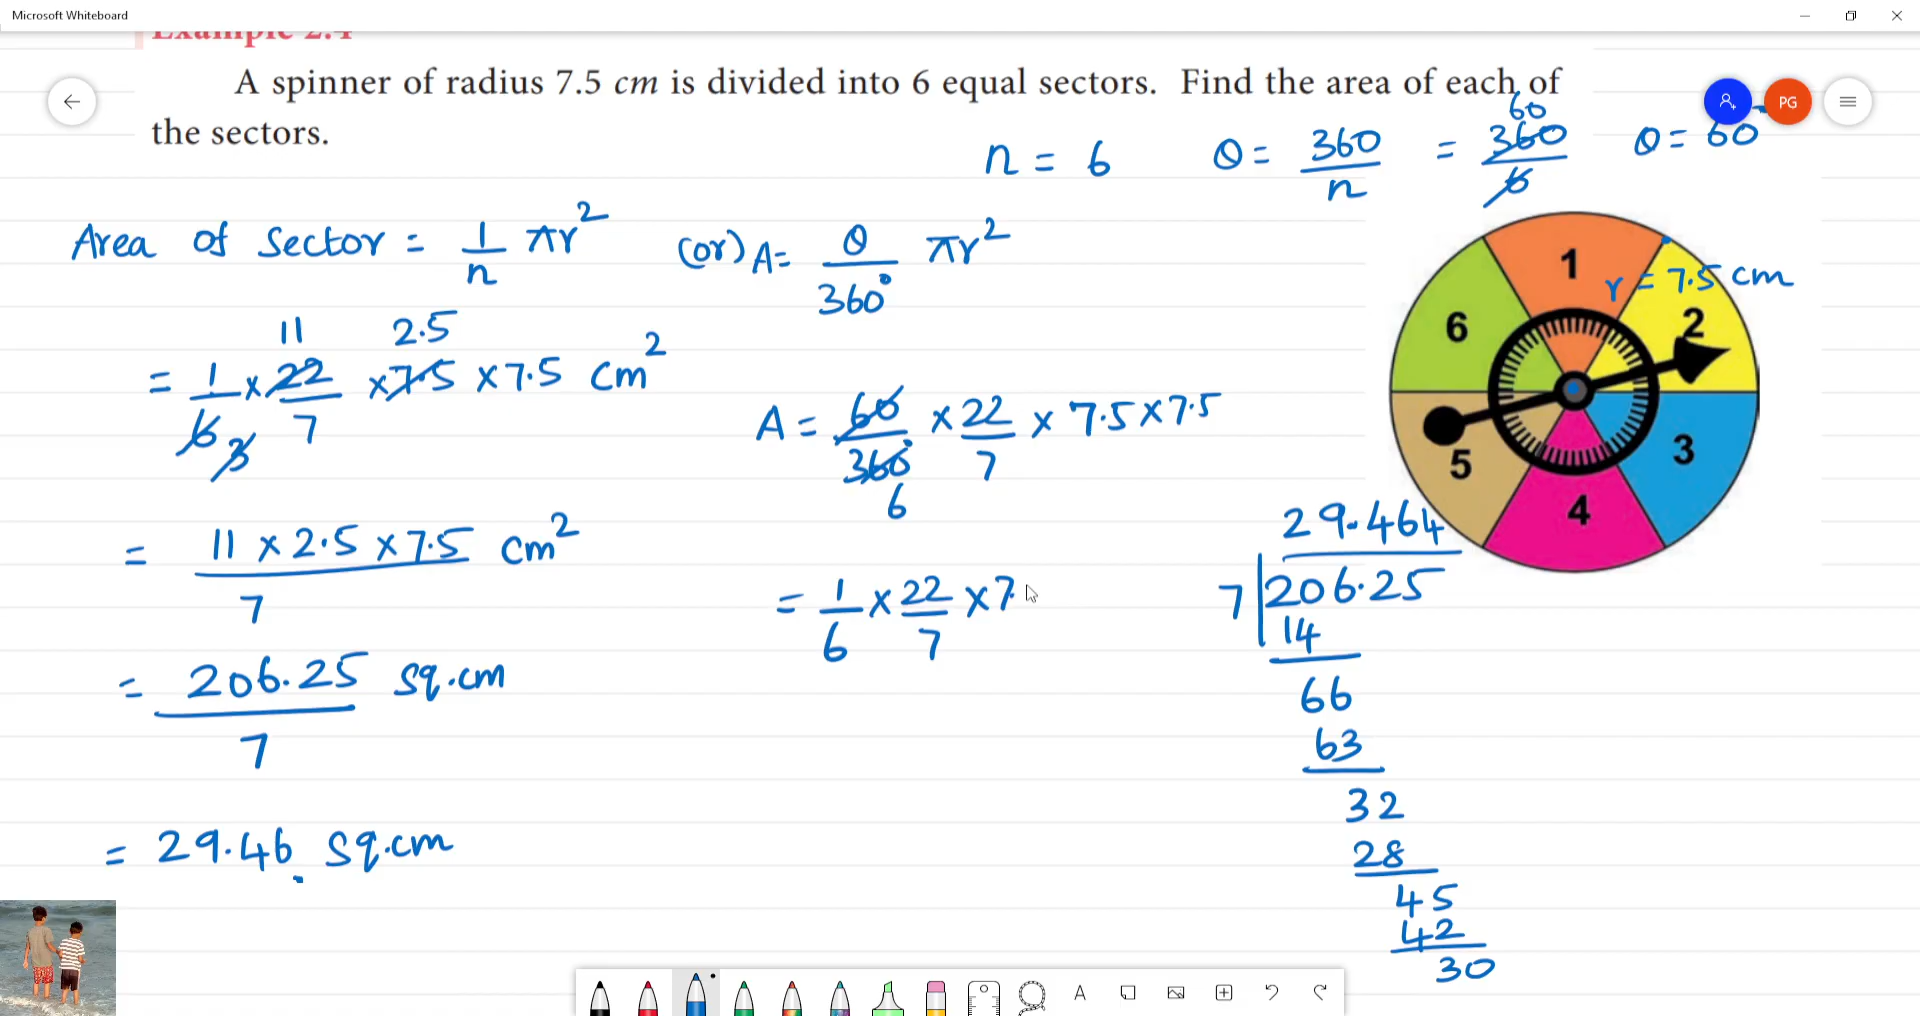 Microsoft Whiteboard
Example 2.4
A spinner of radius 7.5 cm is divided into 6 equal sectors. Find the area of each of
the sectors.
PG
n = 6 θ = 360/n = 360/6 60 θ = 60°
Area of Sector = 1/n πr² (or) A = θ/360° πr²
r = 7.5 cm
1
2
3
4
5
6
11 2.5
= 1/6 × 22/7 × 7.5 × 7.5 cm²
3
A = 60/360° × 22/7 × 7.5 × 7.5
6
= 11 × 2.5 × 7.5/7 cm²
= 1/6 × 22/7 × 7.
= 206.25/7 sq.cm
= 29.46 sq.cm
29.464
7 206.25
14
66
63
32
28
45
42
30
A